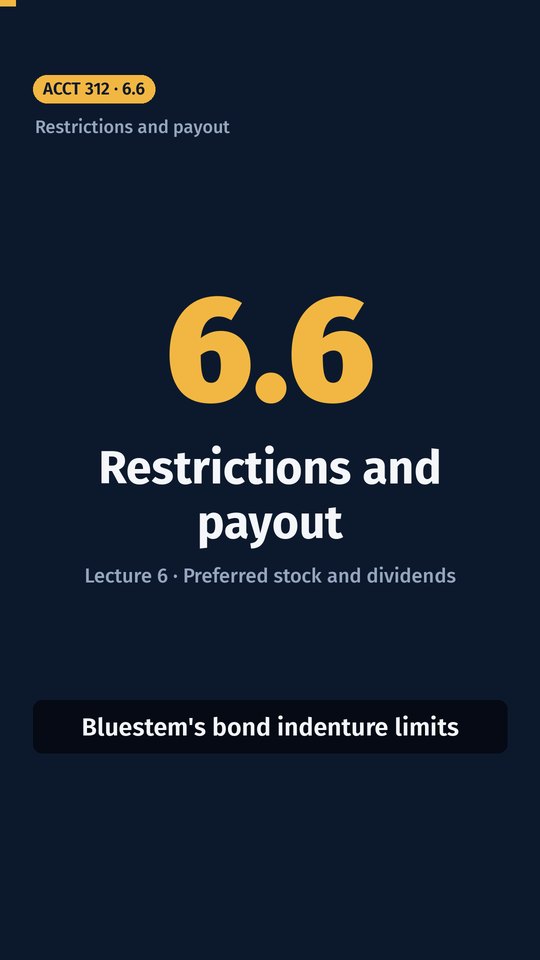 ACCT 312 · 6.6
Restrictions and payout
6.6
Restrictions and
payout
Lecture 6 · Preferred stock and dividends
Bluestem's bond indenture limits